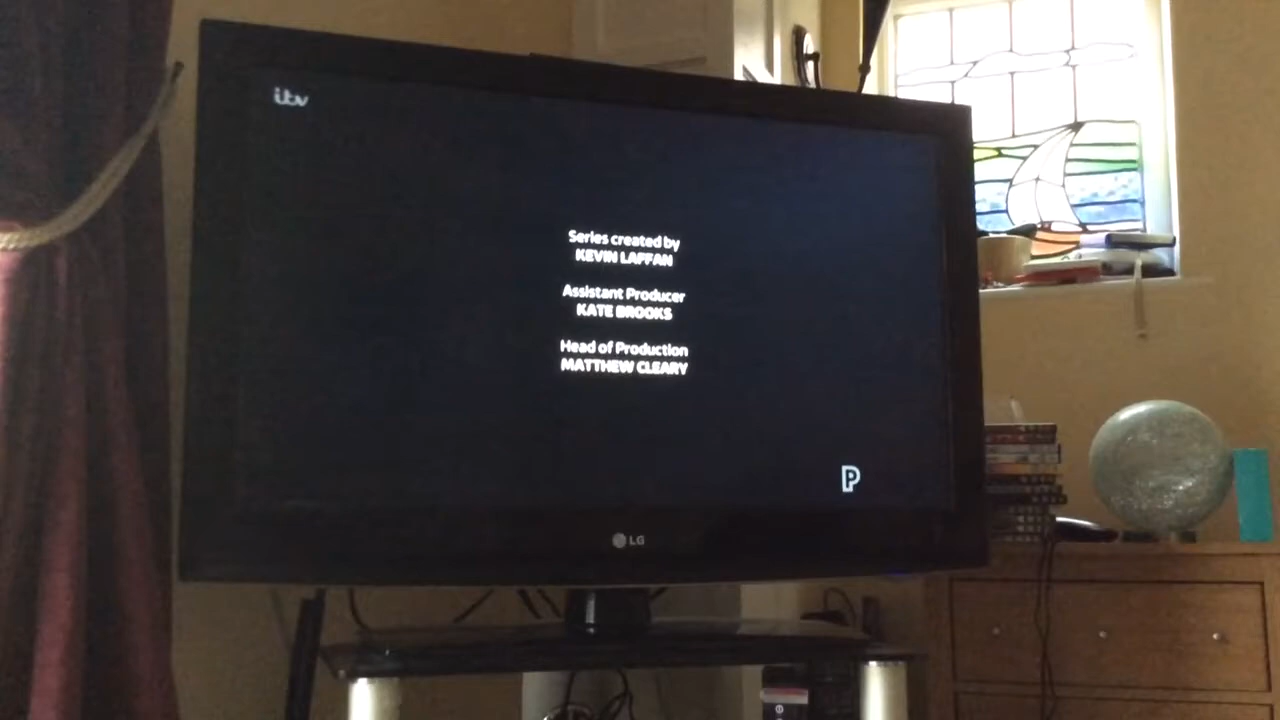 itv
Series created by
KEVIN LAFFAN
Assistant Producer
KATE BROOKS
Head of Production
MATTHEW CLEARY
P
LG